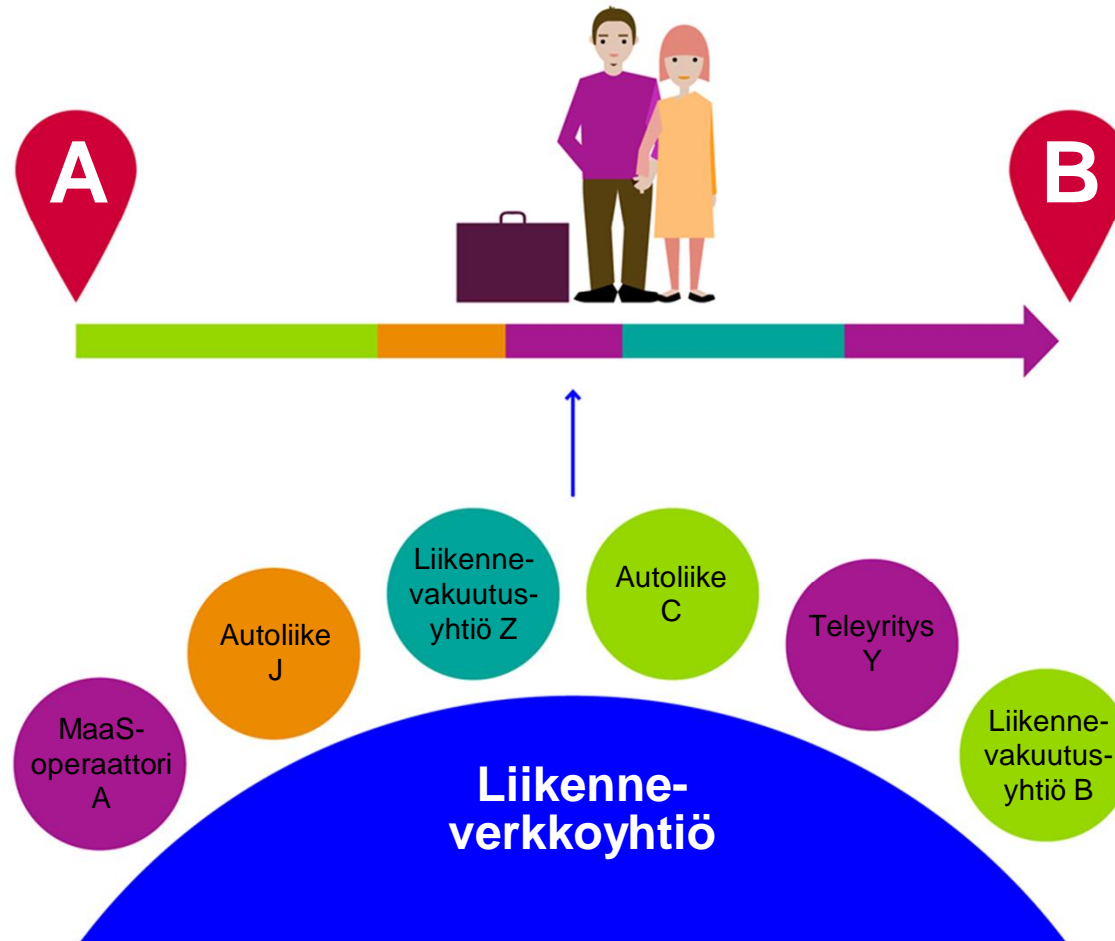 A
B
Liikenne-
vakuutus-
yhtiö Z
Autoliike
C
Autoliike
J
Teleyritys
Y
MaaS-
operaattori
A
Liikenne-
vakuutus-
yhtiö B
Liikenne-
verkkoyhtiö